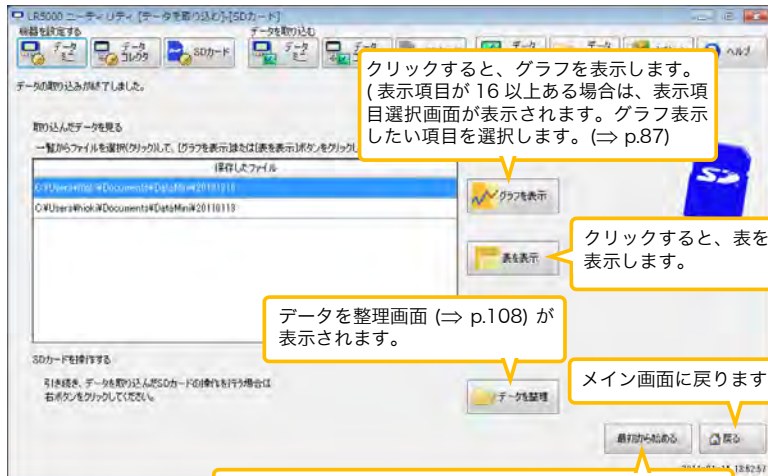 LR5000 ユーティリティ [データを取り込む]-[SDカード]
機器を設定する
データを取り込む
データ
ミニ
データ
コレクタ
SDカード
データ
ミニ
ヘルプ
データの取り込みが終了しました。
クリックすると、グラフを表示します。
( 表示項目が 16 以上ある場合は、表示項
目選択画面が表示されます。グラフ表示
したい項目を選択します。(⇒ p.87)
取り込んだデータを見る
一覧からファイルを選択(クリック)して、[グラフを表示]または[表を表示]ボタンをクリックし
保存したファイル
C:¥Users¥hioki¥Documents¥DataMini¥20110118
グラフを表示
SD
表を表示
クリックすると、表を
表示します。
データを整理画面 (⇒ p.108) が
表示されます。
SDカードを操作する
引き続き、データを取り込んだSDカードの操作を行う場合は
右ボタンをクリックしてください。
データを整理
メイン画面に戻ります
最初から始める
戻る